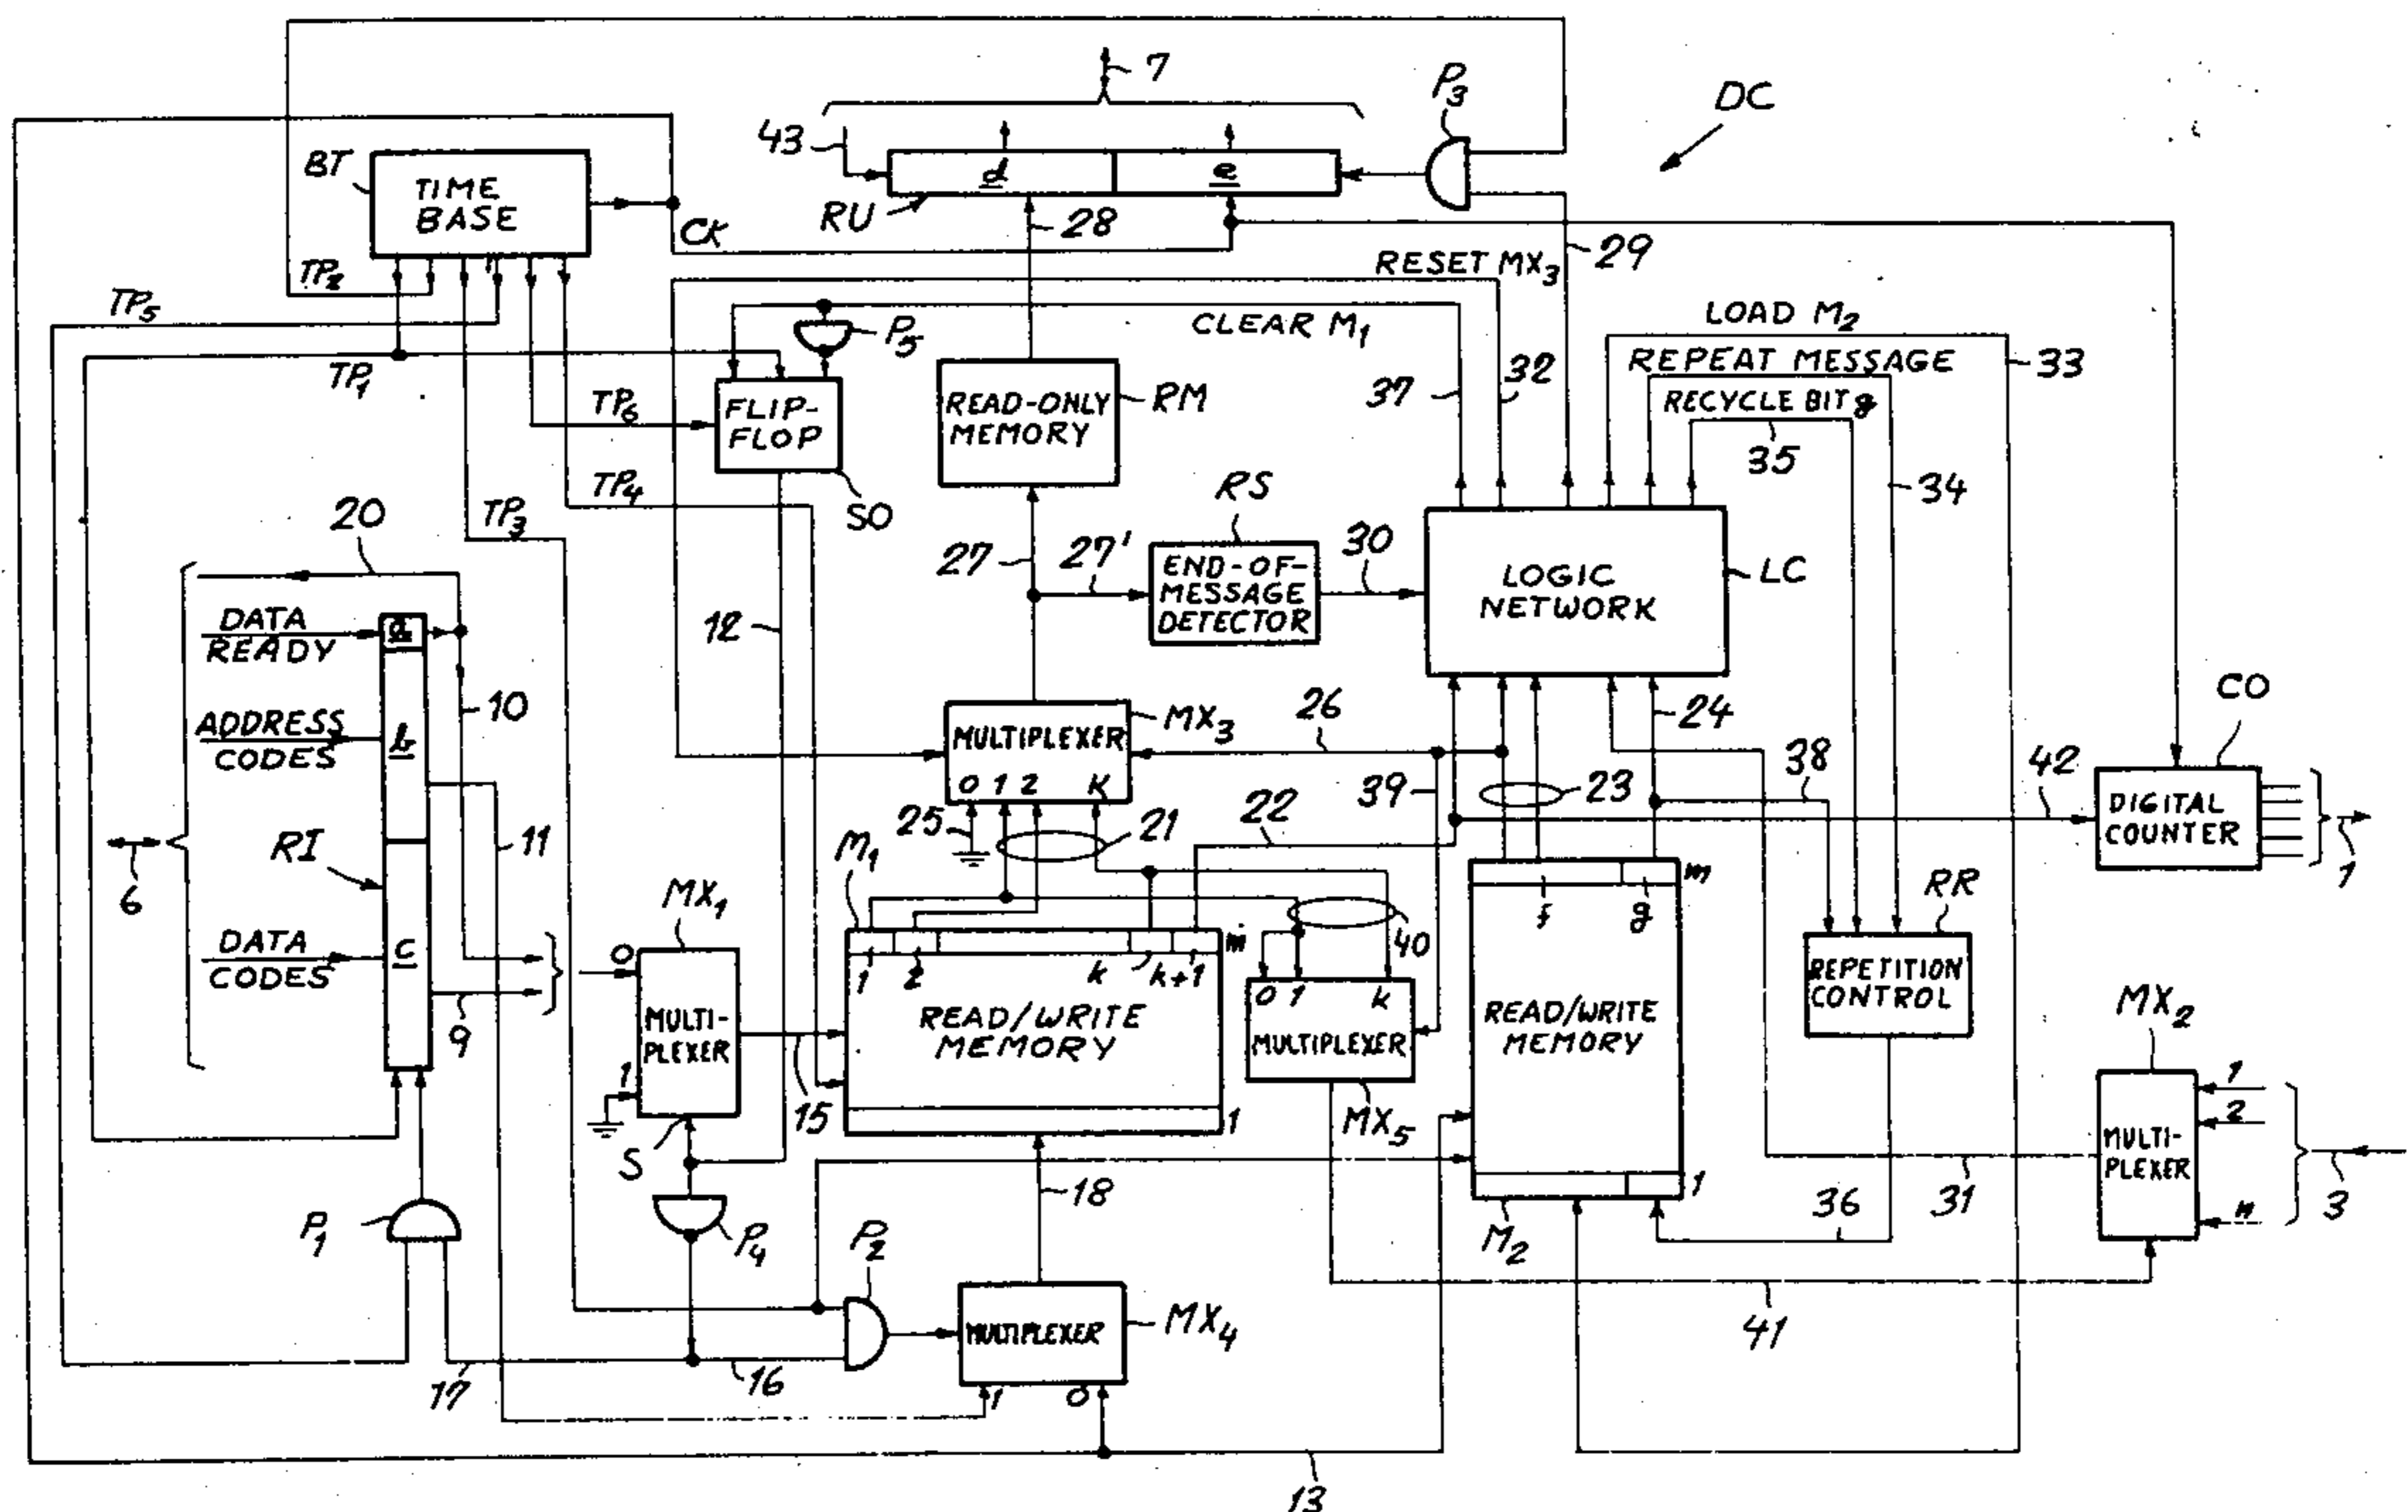 7
P3
DC
43
d
e
BT
TIME
BASE
RU
28
CK
29
TP2
RESET MX3
TP5
LOAD M2
CLEAR M1
P5
REPEAT MESSAGE
33
TP1
32
37
RECYCLE BIT g
FLIP-
FLOP
TP6
READ-ONLY
MEMORY
RM
35
34
TP4
SO
RS
20
TP3
27
27'
30
END-OF-
MESSAGE
DETECTOR
LOGIC
NETWORK
LC
DATA
READY
a
12
10
24
CO
ADDRESS
CODES
b
MULTIPLEXER
MX3
26
0 1 2 K
39
23
38
42
DIGITAL
COUNTER
1
25
21
22
11
RI
6
M1
MX1
m
f
g
RR
DATA
CODES
c
0
m
40
1 2 k k+1
0 1 k
REPETITION
CONTROL
9
MULTI-
PLEXER
READ/WRITE
MEMORY
MULTIPLEXER
READ/WRITE
MEMORY
MX2
1
1
2
15
1
MX5
MULTI-
PLEXER
S
18
1
31
3
n
P1
P4
P2
M2
36
MULTIPLEXER
MX4
41
17
16
1
0
13